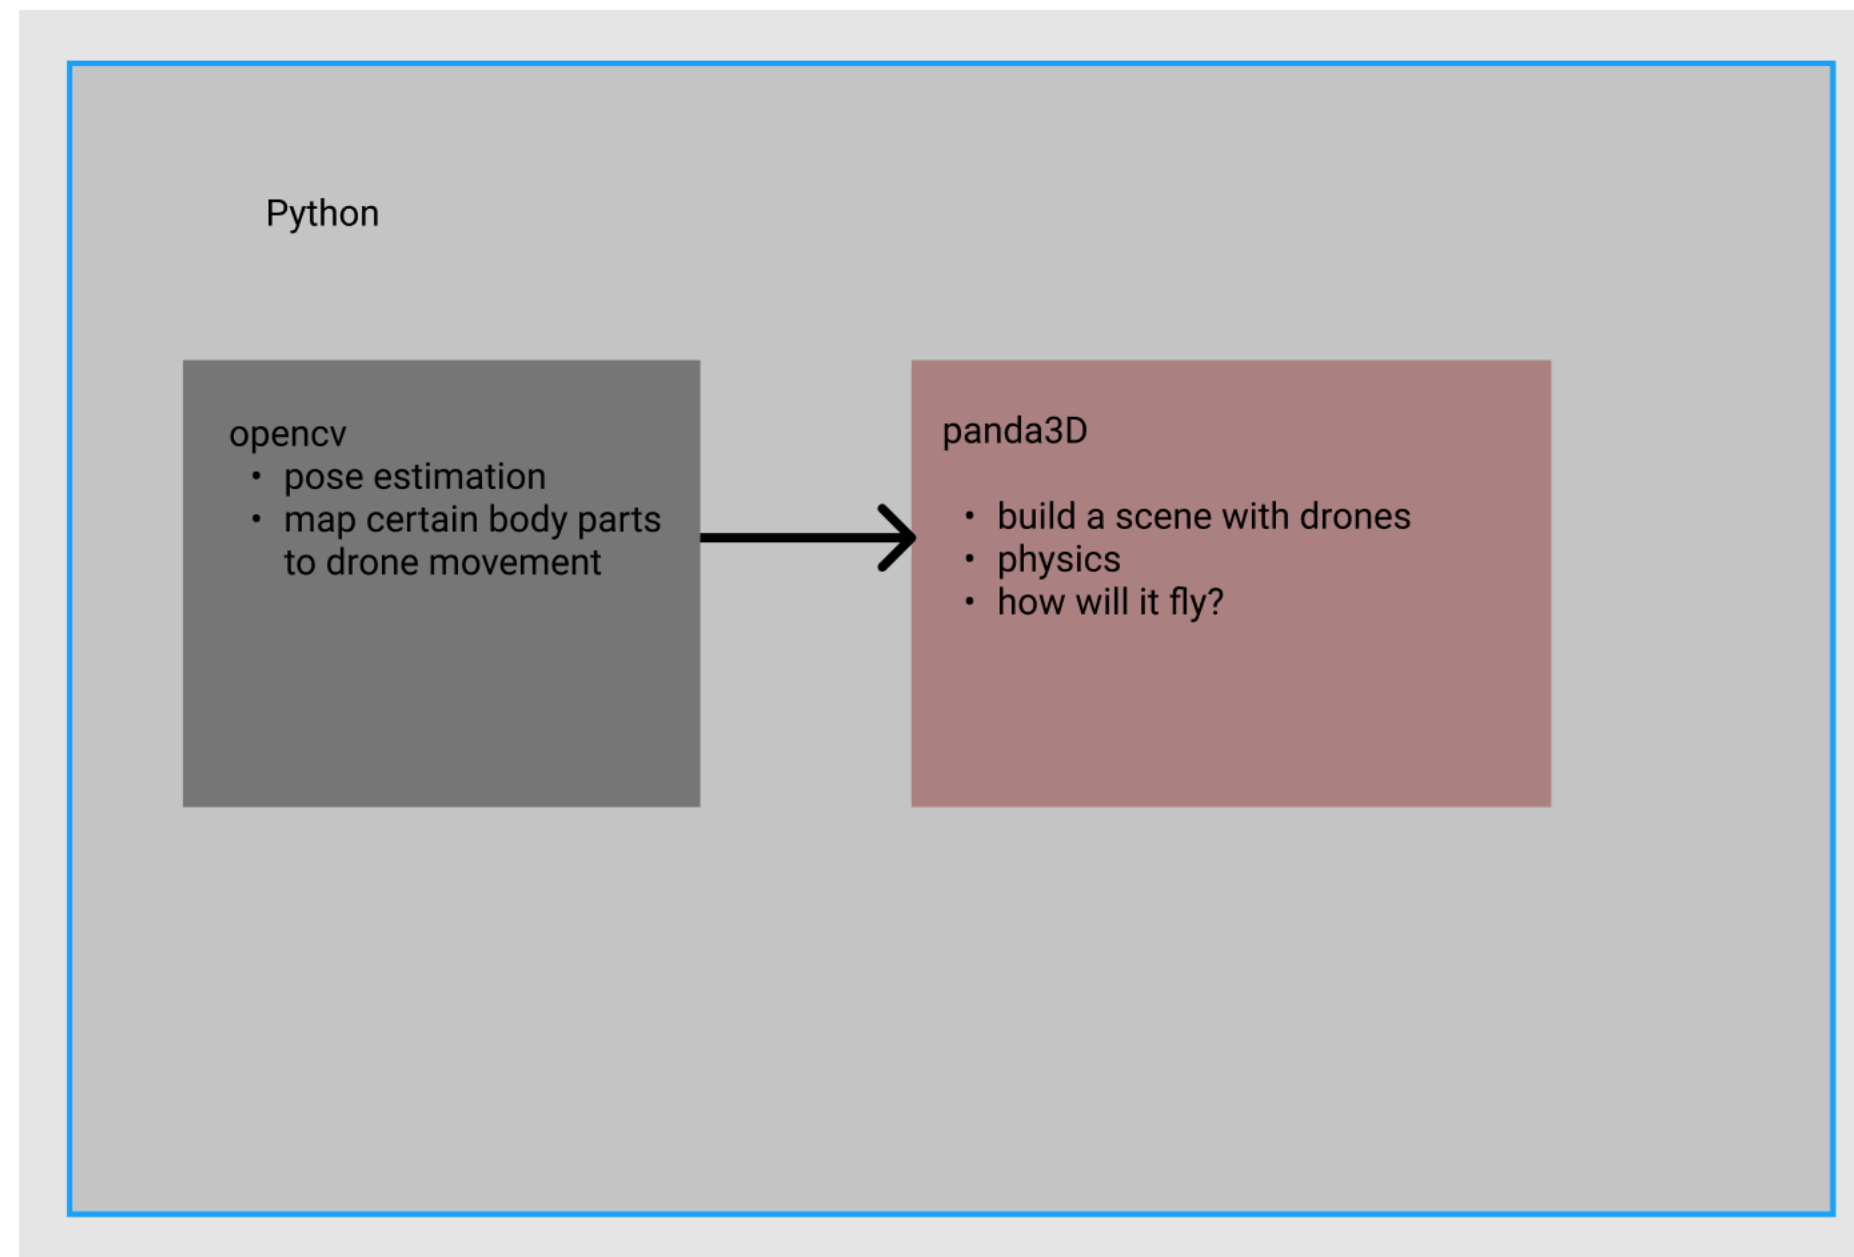 Python
opencv
• pose estimation
• map certain body parts
to drone movement
panda3D
• build a scene with drones
• physics
• how will it fly?